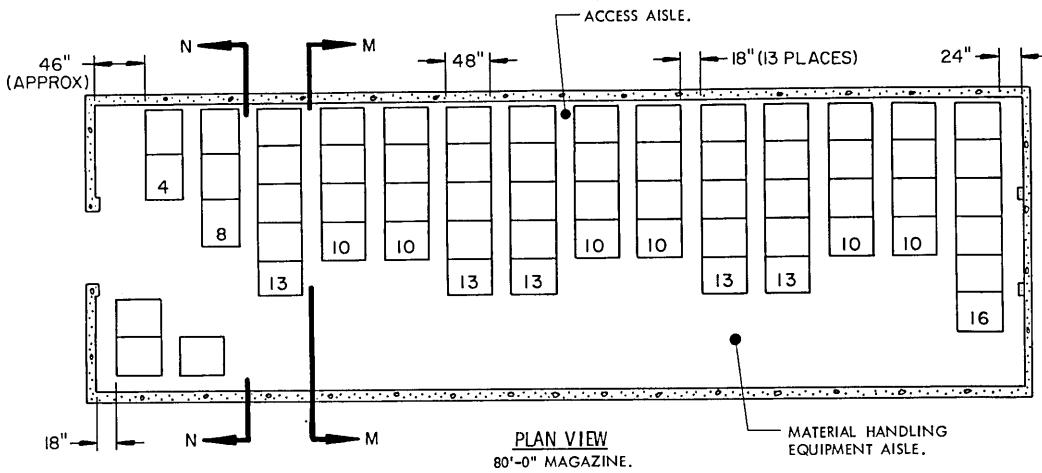 ACCESS AISLE.
N
M
46"
(APPROX)
48"
18" (13 PLACES)
24"
4
8
13
10
10
13
13
10
10
13
13
10
10
16
18"
N
M
PLAN VIEW
80'-0" MAGAZINE.
MATERIAL HANDLING
EQUIPMENT AISLE.